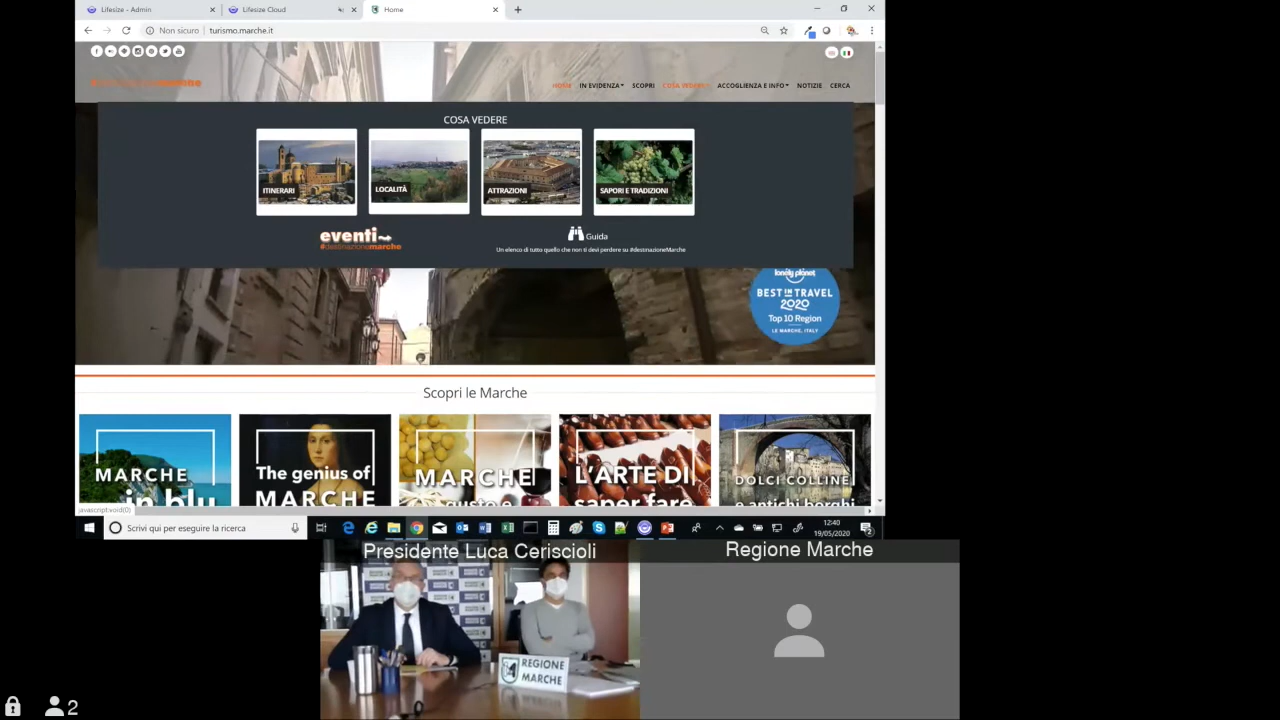 Lifesize - Admin
Lifesize Cloud
Home
Non sicuro
turismo.marche.it
HOME
IN EVIDENZA
SCOPRI
COSA VEDERE
ACCOGLIENZA E INFO
NOTIZIE
CERCA
COSA VEDERE
ITINERARI
LOCALITÀ
ATTRAZIONI
SAPORI E TRADIZIONI
eventi
#destinazionemarche
Guida
Un elenco di tutto quello che non ti devi perdere su #destinazioneMarche
lonely planet
BEST IN TRAVEL
2020
Top 10 Region
LE MARCHE, ITALY
Scopri le Marche
MARCHE
in blu
The genius of
MARCHE
MARCHE
gusto e
L'ARTE DI
saper fare
DOLCI COLLINE
e antichi borghi
javascript:void(0)
Scrivi qui per eseguire la ricerca
12:40
19/05/2020
2
Presidente Luca Ceriscioli
Regione Marche
REGIONE
MARCHE
2